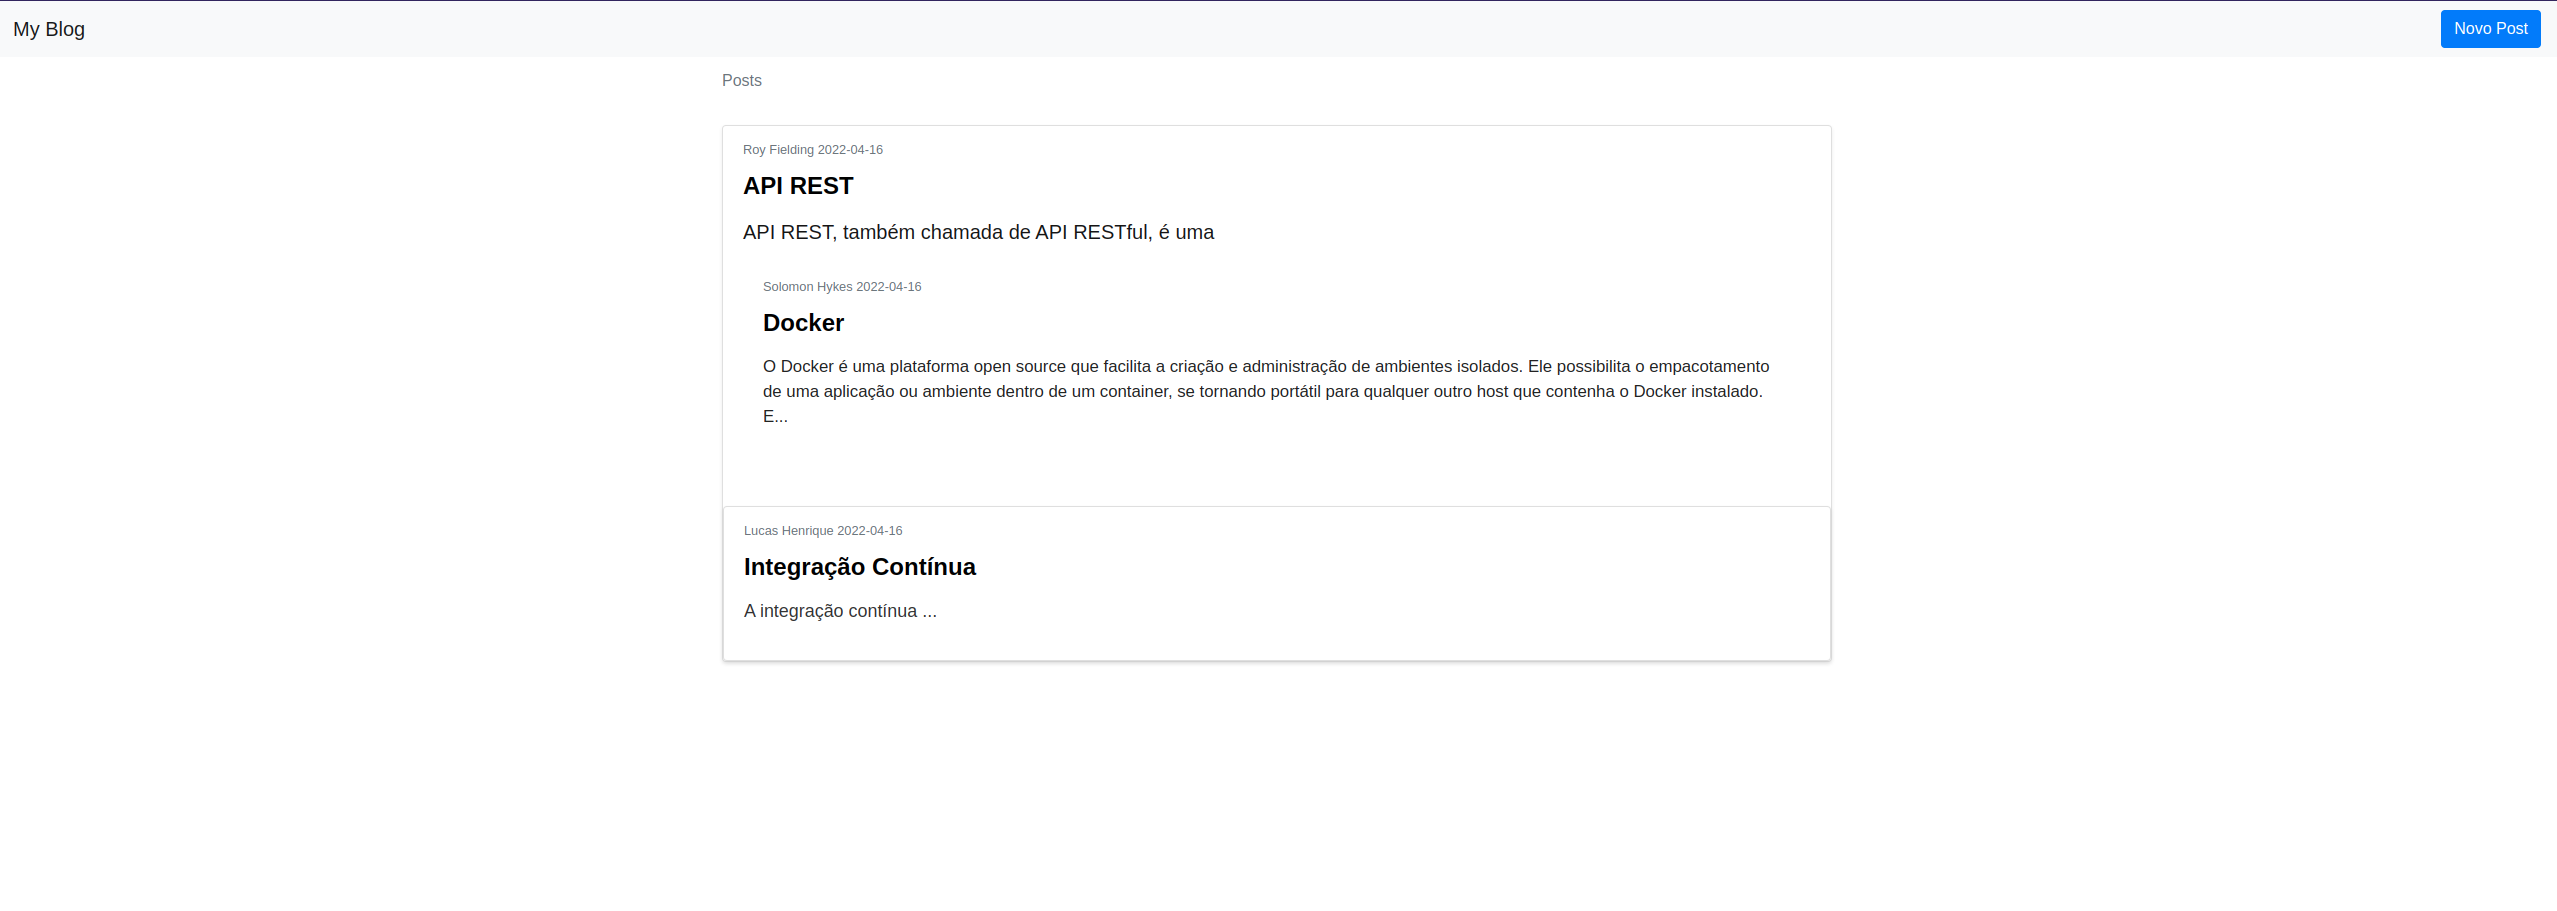 My Blog
Novo Post
Posts
Roy Fielding 2022-04-16
API REST
API REST, também chamada de API RESTful, é uma
Solomon Hykes 2022-04-16
Docker
O Docker é uma plataforma open source que facilita a criação e administração de ambientes isolados. Ele possibilita o empacotamento
de uma aplicação ou ambiente dentro de um container, se tornando portátil para qualquer outro host que contenha o Docker instalado.
E...
Lucas Henrique 2022-04-16
Integração Contínua
A integração contínua ...